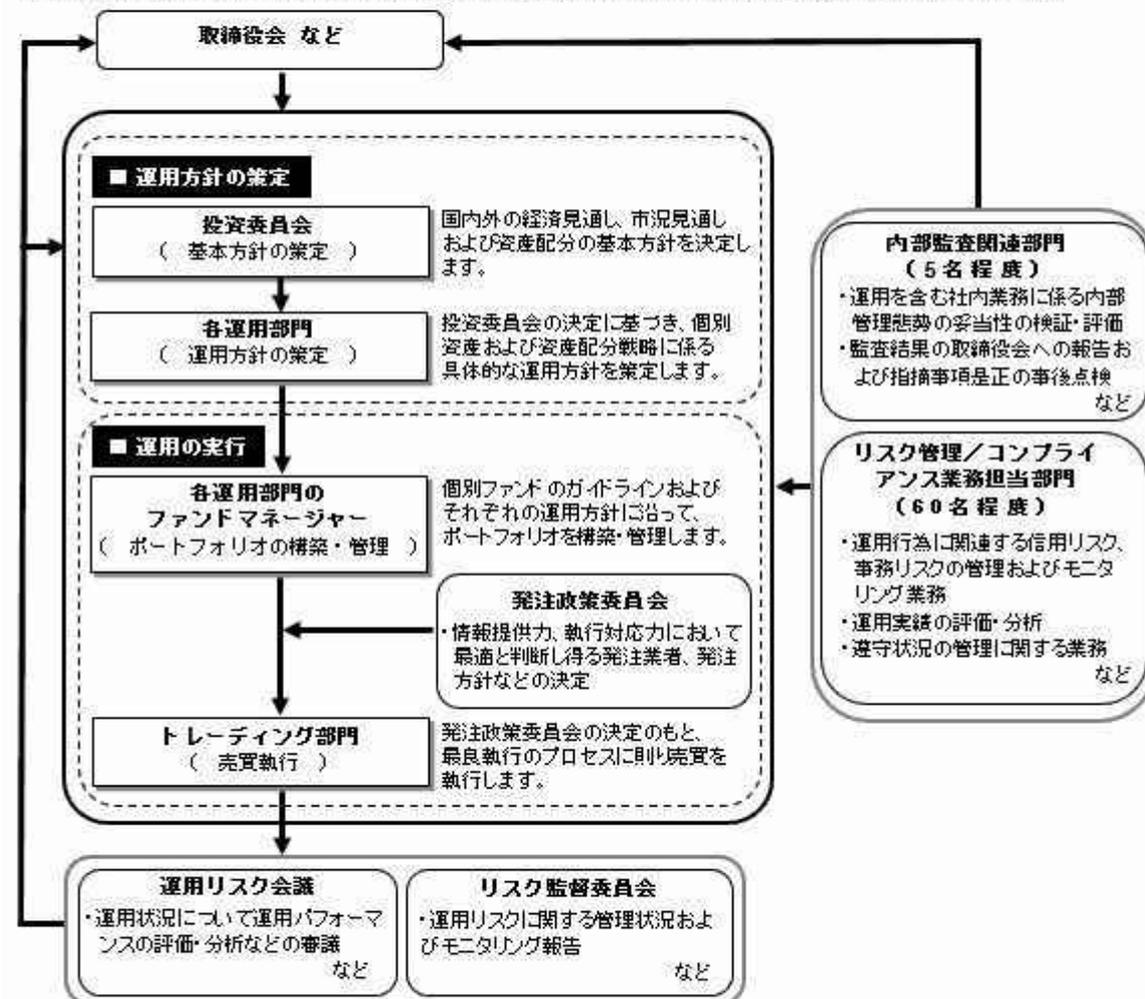 取締役会 など
■ 運用方針の策定
投資委員会
( 基本方針の策定 )
国内外の経済見通し、市況見通し
および資産配分の基本方針を決定し
ます。
各運用部門
( 運用方針の策定 )
投資委員会の決定に基づき、個別
資産および資産配分戦略に係る
具体的な運用方針を策定します。
■ 運用の実行
各運用部門の
ファンドマネージャー
( ポートフォリオの構築・管理 )
個別ファンドのガイドラインおよび
それぞれの運用方針に沿って、
ポートフォリオを構築・管理します。
発注政策委員会
・情報提供力、執行対応力において
最適と判断し得る発注業者、発注
方針などの決定
トレーディング部門
( 売買執行 )
発注政策委員会の決定のもと、
最良執行のプロセスに則り売買を
執行します。
内部監査関連部門
(5名程度)
・運用を含む社内業務に係る内部
管理態勢の妥当性の検証・評価
・監査結果の取締役会への報告お
よび指摘事項是正の事後点検
など
リスク管理/コンプライ
アンス業務担当部門
(60名程度)
・運用行為に関連する信用リスク、
事務リスクの管理およびモニタ
リング業務
・運用実績の評価・分析
・遵守状況の管理に関する業務
など
運用リスク会議
・運用状況について運用パフォーマ
ンスの評価・分析などの審議
など
リスク監督委員会
・運用リスクに関する管理状況およ
びモニタリング報告
など